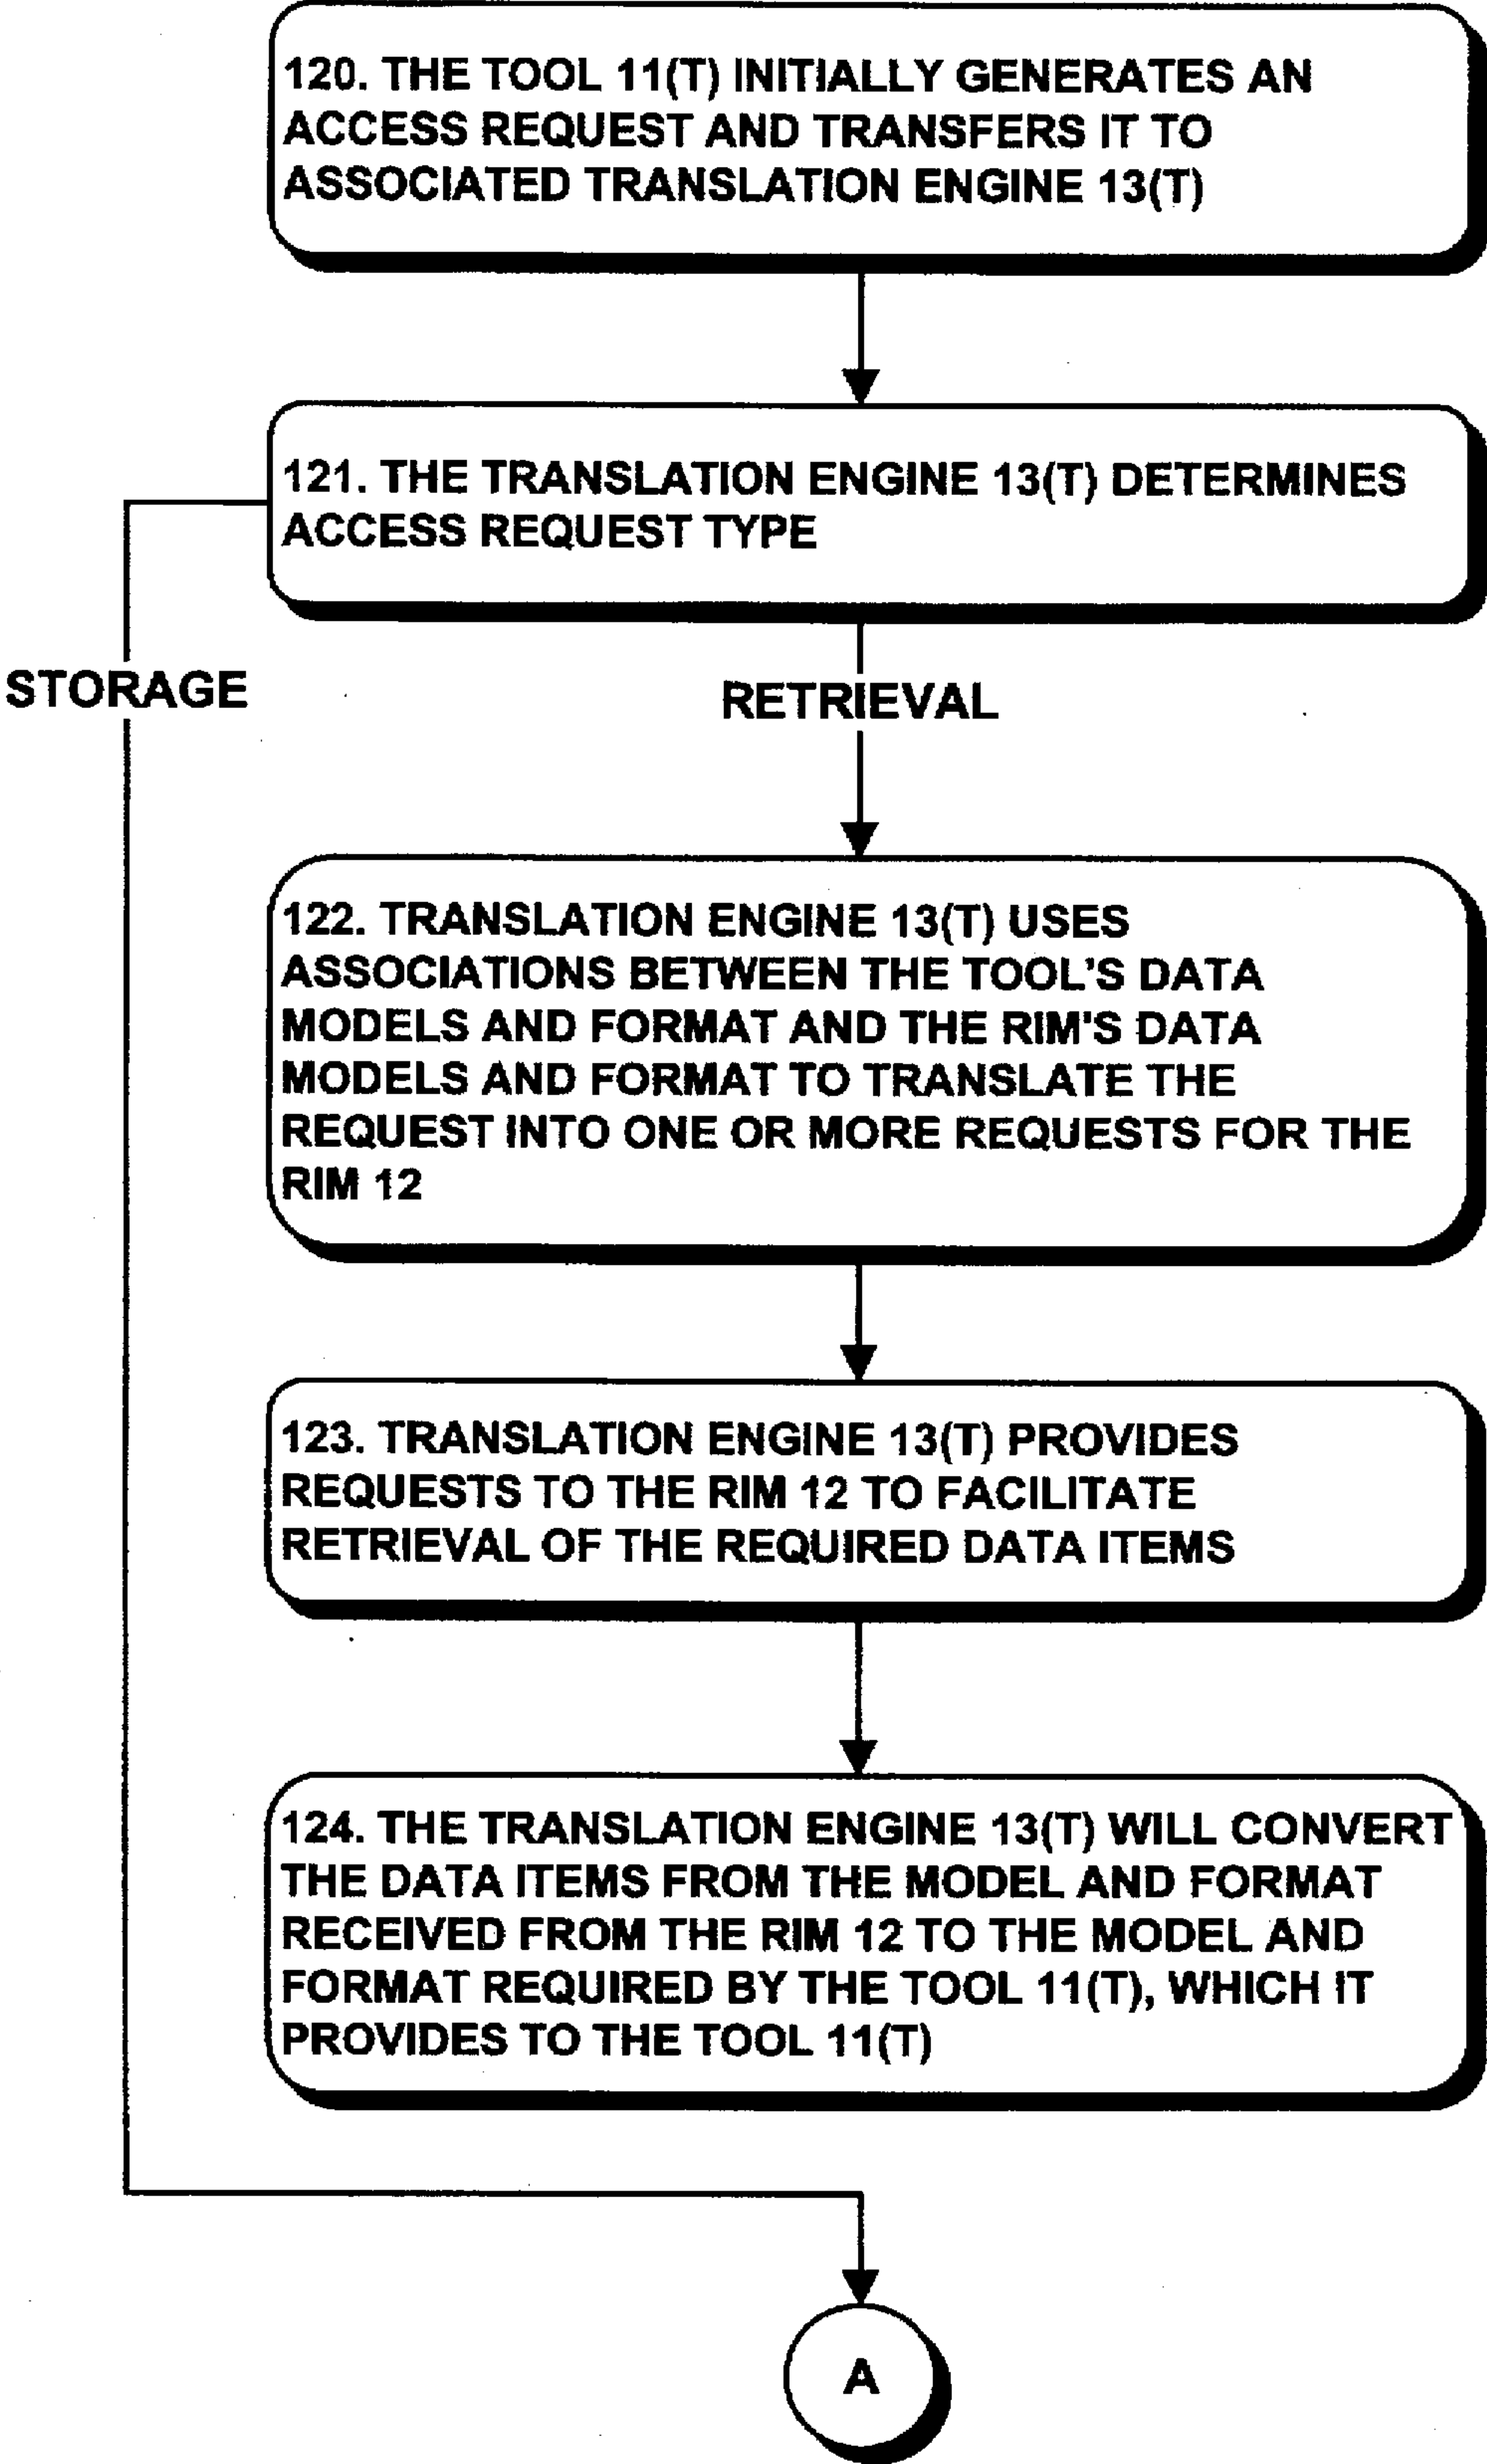 120. THE TOOL 11(T) INITIALLY GENERATES AN
ACCESS REQUEST AND TRANSFERS IT TO
ASSOCIATED TRANSLATION ENGINE 13(T)
121. THE TRANSLATION ENGINE 13(T) DETERMINES
ACCESS REQUEST TYPE
STORAGE
RETRIEVAL
122. TRANSLATION ENGINE 13(T) USES
ASSOCIATIONS BETWEEN THE TOOL'S DATA
MODELS AND FORMAT AND THE RIM'S DATA
MODELS AND FORMAT TO TRANSLATE THE
REQUEST INTO ONE OR MORE REQUESTS FOR THE
RIM 12
123. TRANSLATION ENGINE 13(T) PROVIDES
REQUESTS TO THE RIM 12 TO FACILITATE
RETRIEVAL OF THE REQUIRED DATA ITEMS
124. THE TRANSLATION ENGINE 13(T) WILL CONVERT
THE DATA ITEMS FROM THE MODEL AND FORMAT
RECEIVED FROM THE RIM 12 TO THE MODEL AND
FORMAT REQUIRED BY THE TOOL 11(T), WHICH IT
PROVIDES TO THE TOOL 11(T)
A